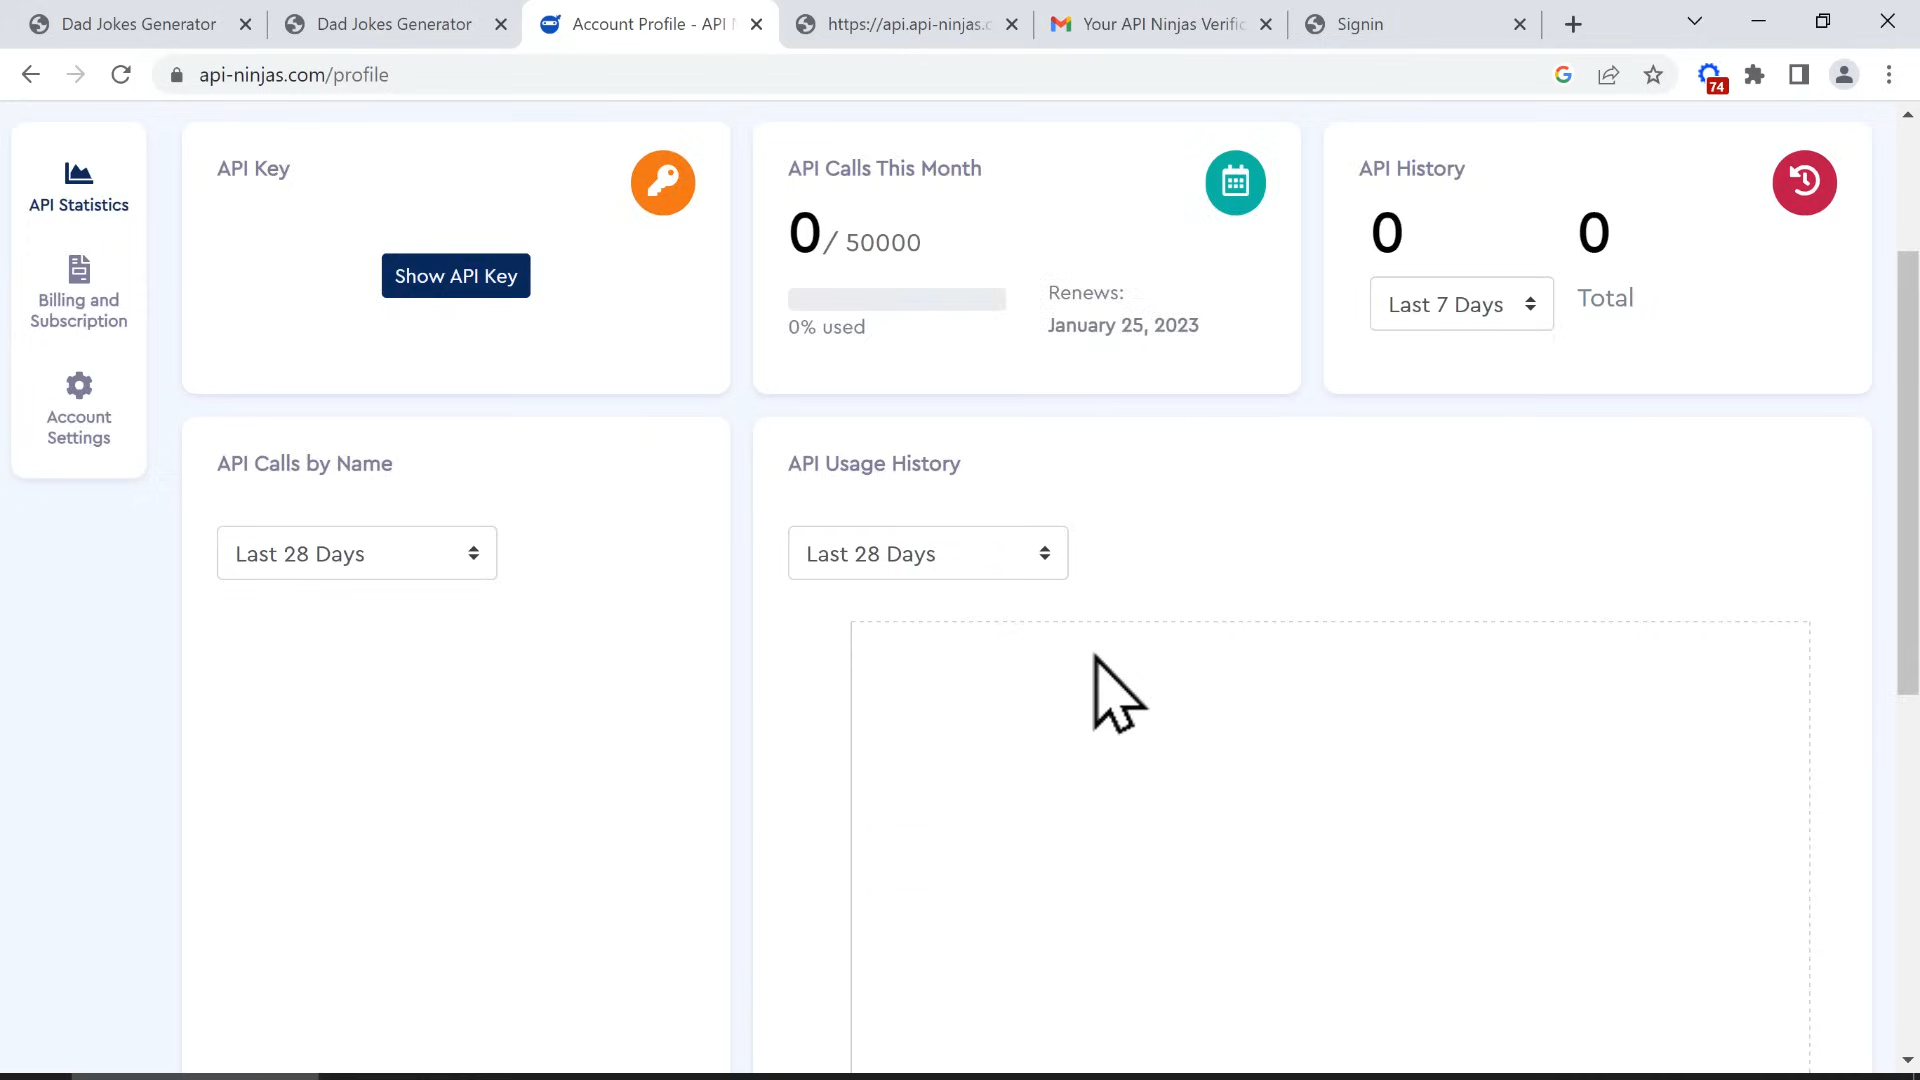 Dad Jokes Generator
Dad Jokes Generator
Account Profile - API
https://api.api-ninjas.c
Your API Ninjas Verific
Signin
api-ninjas.com/profile
74
API Statistics
Billing and
Subscription
Account
Settings
API Key
Show API Key
API Calls This Month
0 / 50000
0% used
Renews:
January 25, 2023
API History
0
0
Last 7 Days
Total
API Calls by Name
Last 28 Days
API Usage History
Last 28 Days